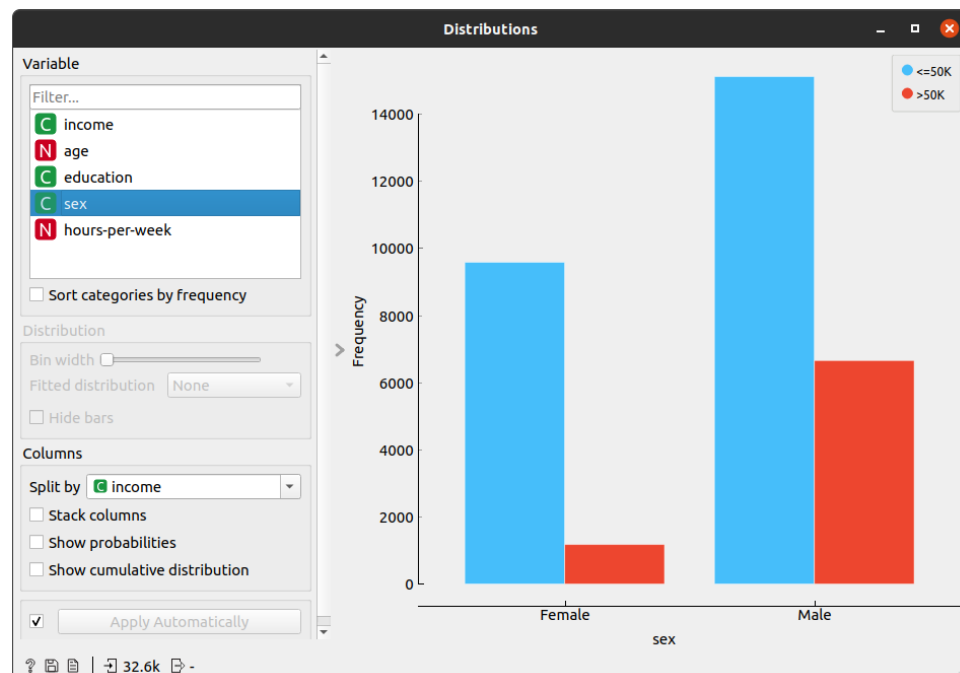 Distributions
Variable
Filter...
C income
N age
C education
C sex
N hours-per-week
Sort categories by frequency
Distribution
Bin width
Fitted distribution None
Hide bars
Columns
Split by C income
Stack columns
Show probabilities
Show cumulative distribution
Apply Automatically
? | 32.6k -
<=50K
>50K
14000
12000
10000
8000
6000
4000
2000
0
Frequency
Female Male
sex